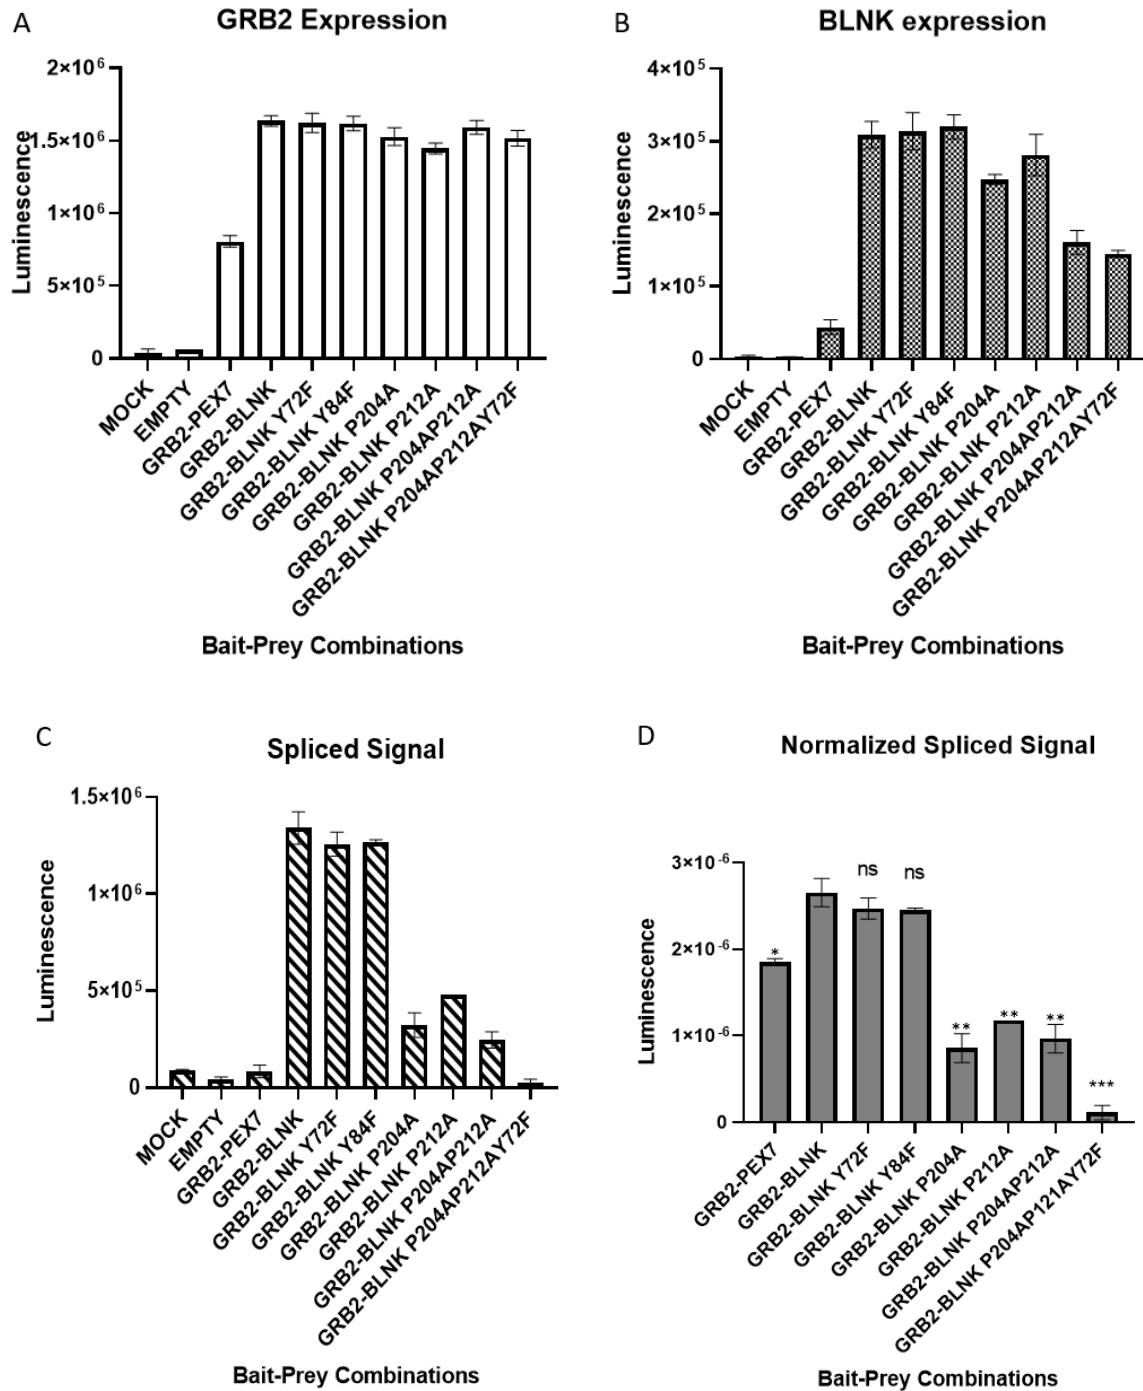 A
GRB2 Expression
2×10⁶
1.5×10⁶
1×10⁶
5×10⁵
0
Luminescence
MOCK
EMPTY
GRB2-PEX7
GRB2-BLNK
GRB2-BLNK Y72F
GRB2-BLNK Y84F
GRB2-BLNK P204A
GRB2-BLNK P212A
GRB2-BLNK P204AP212A
GRB2-BLNK P204AP212AY72F
Bait-Prey Combinations
B
BLNK expression
4×10⁵
3×10⁵
2×10⁵
1×10⁵
0
Luminescence
MOCK
EMPTY
GRB2-PEX7
GRB2-BLNK
GRB2-BLNK Y72F
GRB2-BLNK Y84F
GRB2-BLNK P204A
GRB2-BLNK P212A
GRB2-BLNK P204AP212A
GRB2-BLNK P204AP212AY72F
Bait-Prey Combinations
C
Spliced Signal
1.5×10⁶
1×10⁶
5×10⁵
0
Luminescence
MOCK
EMPTY
GRB2-PEX7
GRB2-BLNK
GRB2-BLNK Y72F
GRB2-BLNK Y84F
GRB2-BLNK P204A
GRB2-BLNK P212A
GRB2-BLNK P204AP212A
GRB2-BLNK P204AP212AY72F
Bait-Prey Combinations
D
Normalized Spliced Signal
3×10⁻⁶
2×10⁻⁶
1×10⁻⁶
0
Luminescence
*
ns
ns
**
**
**
***
GRB2-PEX7
GRB2-BLNK
GRB2-BLNK Y72F
GRB2-BLNK Y84F
GRB2-BLNK P204A
GRB2-BLNK P212A
GRB2-BLNK P204AP212A
GRB2-BLNK P204AP121AY72F
Bait-Prey Combinations